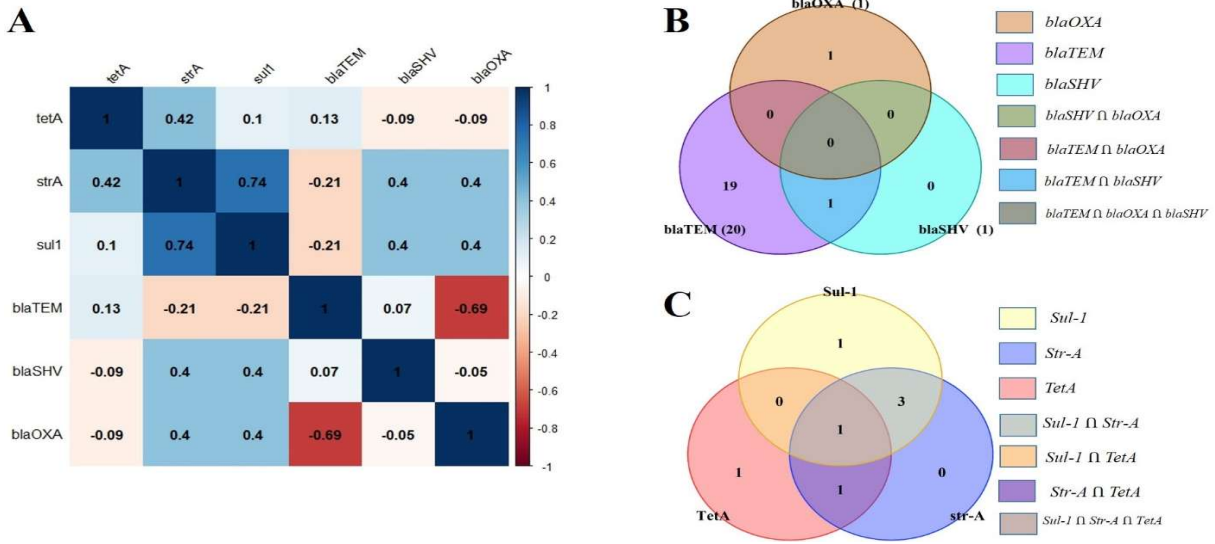 A
tetA strA sul1 blaTEM blaSHV blaOXA
tetA 1 0.42 0.1 0.13 -0.09 -0.09
strA 0.42 1 0.74 -0.21 0.4 0.4
sul1 0.1 0.74 1 -0.21 0.4 0.4
blaTEM 0.13 -0.21 -0.21 1 0.07 -0.69
blaSHV -0.09 0.4 0.4 0.07 1 -0.05
blaOXA -0.09 0.4 0.4 -0.69 -0.05 1
1
0.8
0.6
0.4
0.2
0
-0.2
-0.4
-0.6
-0.8
-1
B
blaOXA (1)
1
0 0
0
19 0
1
blaTEM (20) blaSHV (1)
blaOXA
blaTEM
blaSHV
blaSHV ∩ blaOXA
blaTEM ∩ blaOXA
blaTEM ∩ blaSHV
blaTEM ∩ blaOXA ∩ blaSHV
C
Sul-1
1
0 3
1
1 0
1
TetA str-A
Sul-1
Str-A
TetA
Sul-1 ∩ Str-A
Sul-1 ∩ TetA
Str-A ∩ TetA
Sul-1 ∩ Str-A ∩ TetA